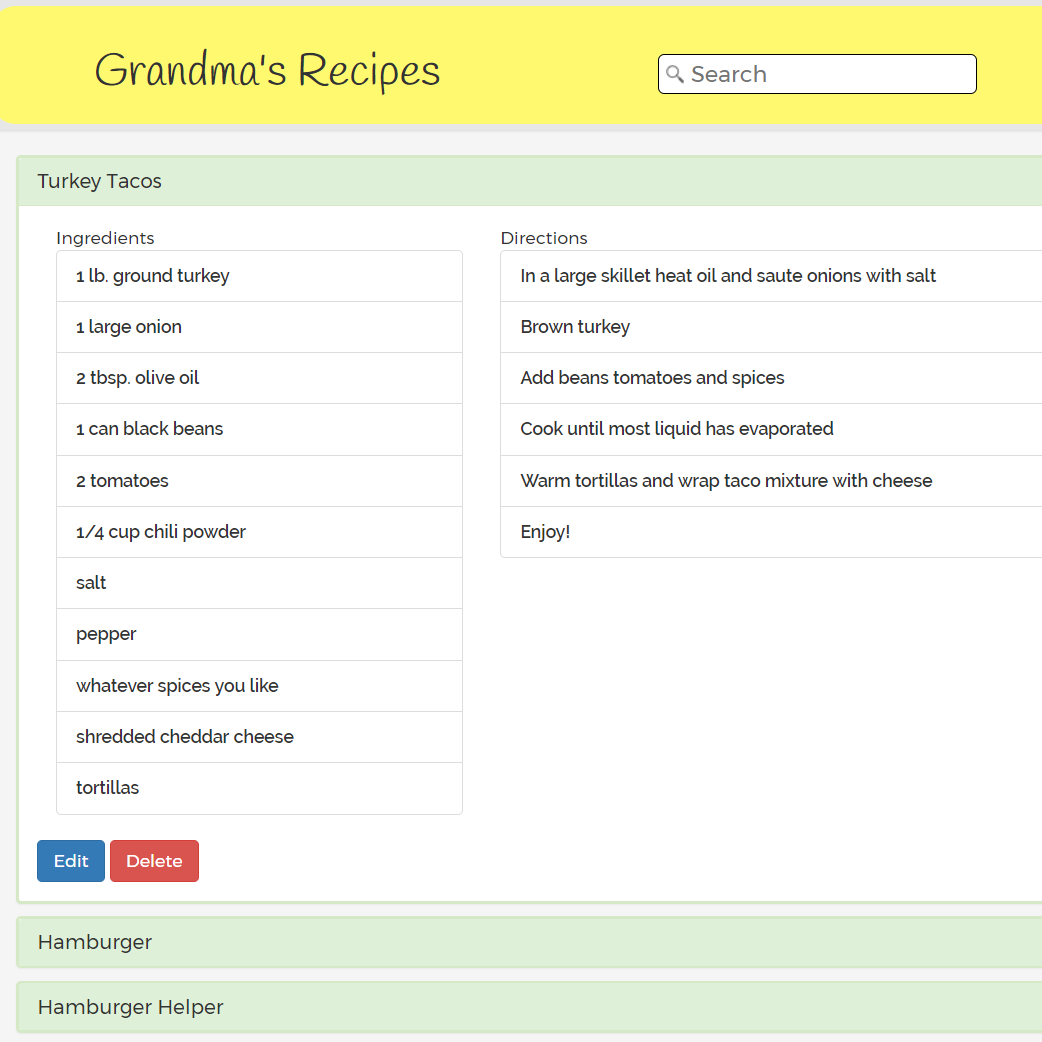 Grandma's Recipes
Search
Turkey Tacos
Ingredients
1 lb. ground turkey
1 large onion
2 tbsp. olive oil
1 can black beans
2 tomatoes
1/4 cup chili powder
salt
pepper
whatever spices you like
shredded cheddar cheese
tortillas
Directions
In a large skillet heat oil and saute onions with salt
Brown turkey
Add beans tomatoes and spices
Cook until most liquid has evaporated
Warm tortillas and wrap taco mixture with cheese
Enjoy!
Edit
Delete
Hamburger
Hamburger Helper